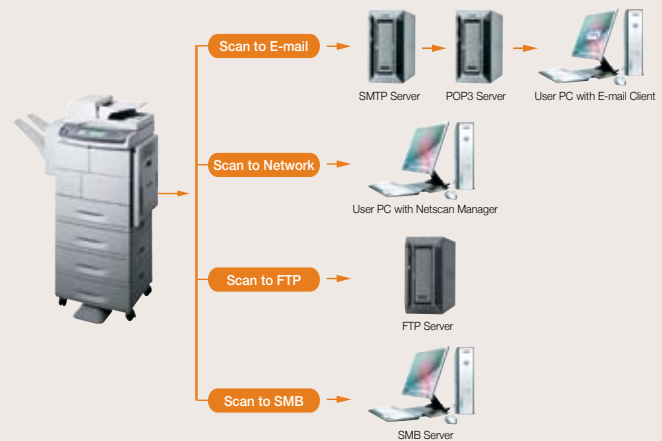 Scan to E-mail
SMTP Server
POP3 Server
User PC with E-mail Client
Scan to Network
User PC with Netscan Manager
Scan to FTP
FTP Server
Scan to SMB
SMB Server